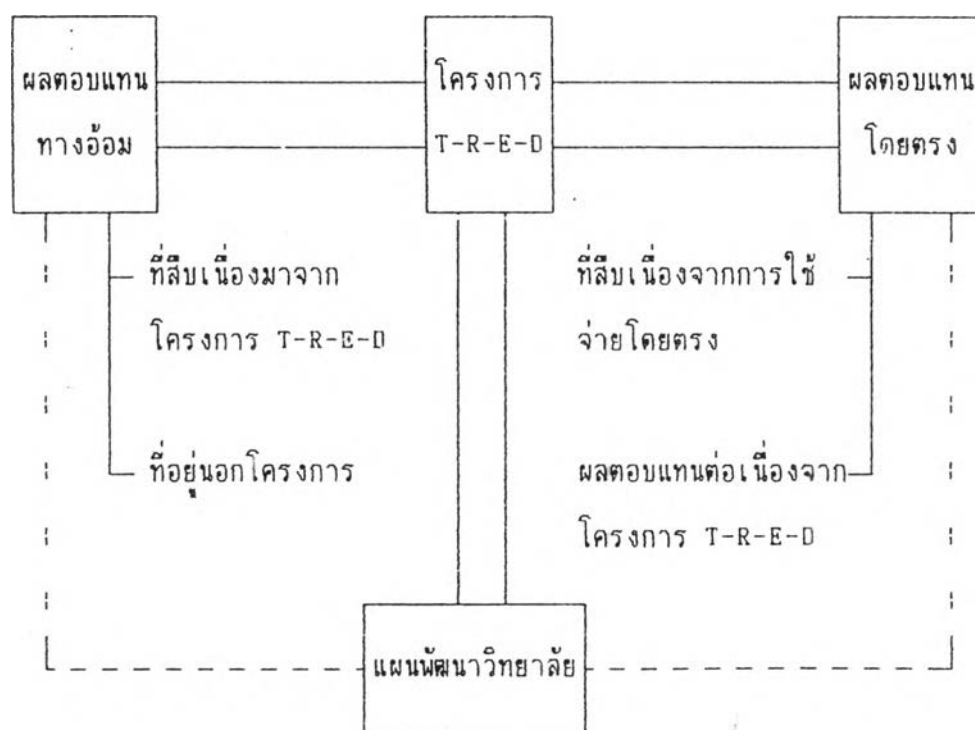 ผลตอบแทน
ทางอ้อม
โครงการ
T-R-E-D
ผลตอบแทน
โดยตรง
ที่สืบเนื่องมาจาก
โครงการ T-R-E-D
ที่อยู่นอกโครงการ
ที่สืบเนื่องจากการใช้
จ่ายโดยตรง
ผลตอบแทนต่อเนื่องจาก
โครงการ T-R-E-D
แผนพัฒนาวิทยาลัย